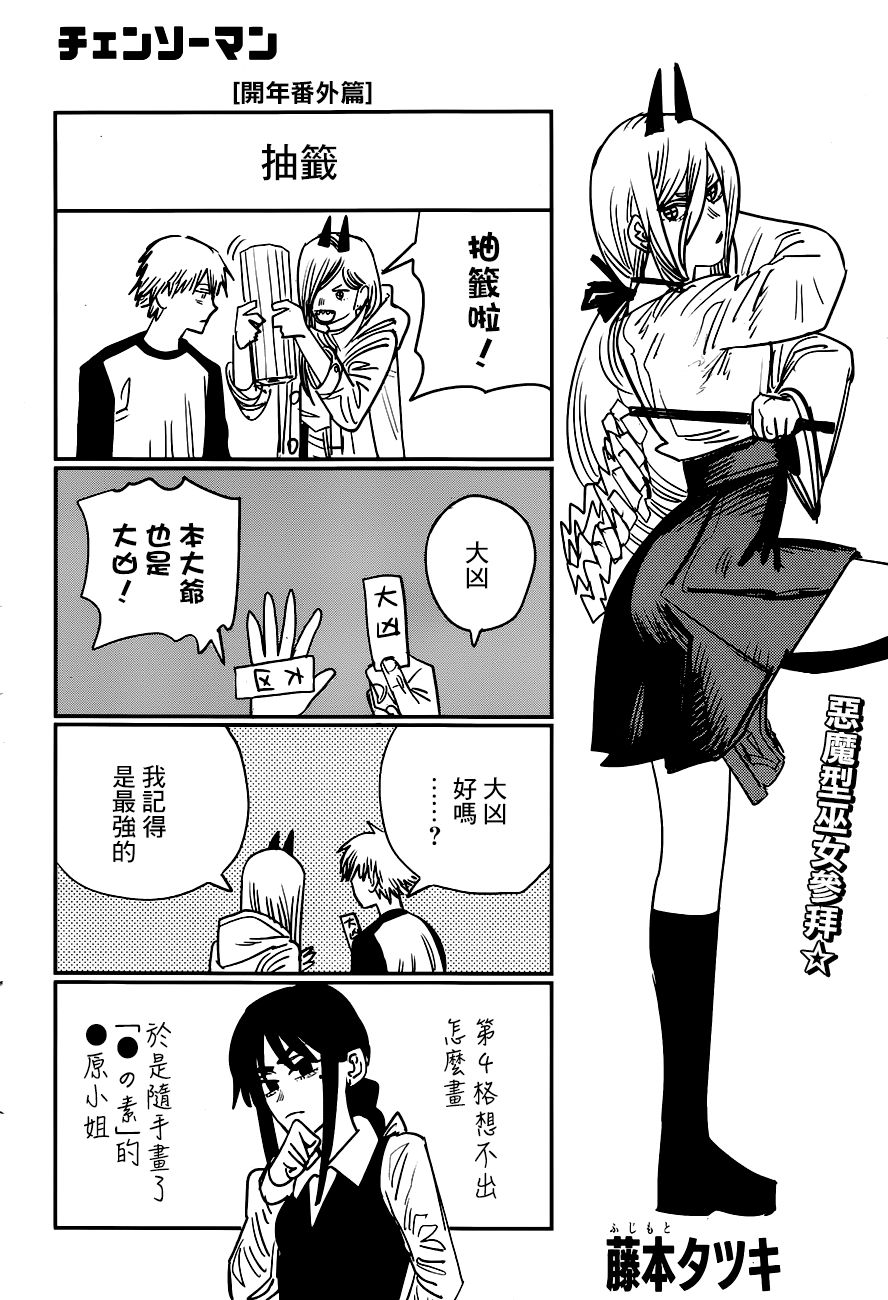 チェンソーマン
[開年番外篇]
抽籤
抽籤啦！
大凶
大凶
大凶
本大爺
也是
大凶！
大凶
好嗎
……?
大凶
我記得
是最強的
第4格想不出
怎麼畫
於是隨手畫了
「●の素」的
●原小姐
惡魔型巫女參拜☆
ふじもと
藤本タツキ